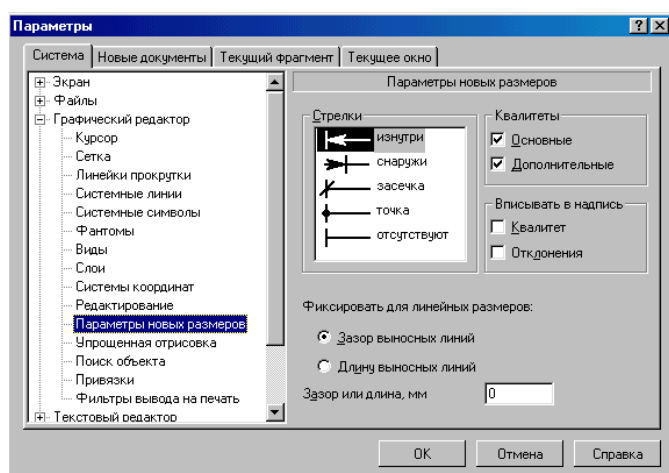 Параметры
Система
Новые документы
Текущий фрагмент
Текущее окно
Экран
Файлы
Графический редактор
Курсор
Сетка
Линейки прокрутки
Системные линии
Системные символы
Фантомы
Виды
Слои
Системы координат
Редактирование
Параметры новых размеров
Упрощенная отрисовка
Поиск объекта
Привязки
Фильтры вывода на печать
Текстовый редактор
Параметры новых размеров
Стрелки
изнутри
снаружи
засечка
точка
отсутствуют
Квалитеты
Основные
Дополнительные
Вписывать в надпись
Квалитет
Отклонения
Фиксировать для линейных размеров:
Зазор выносных линий
Длину выносных линий
Зазор или длина, мм
0
OK
Отмена
Справка